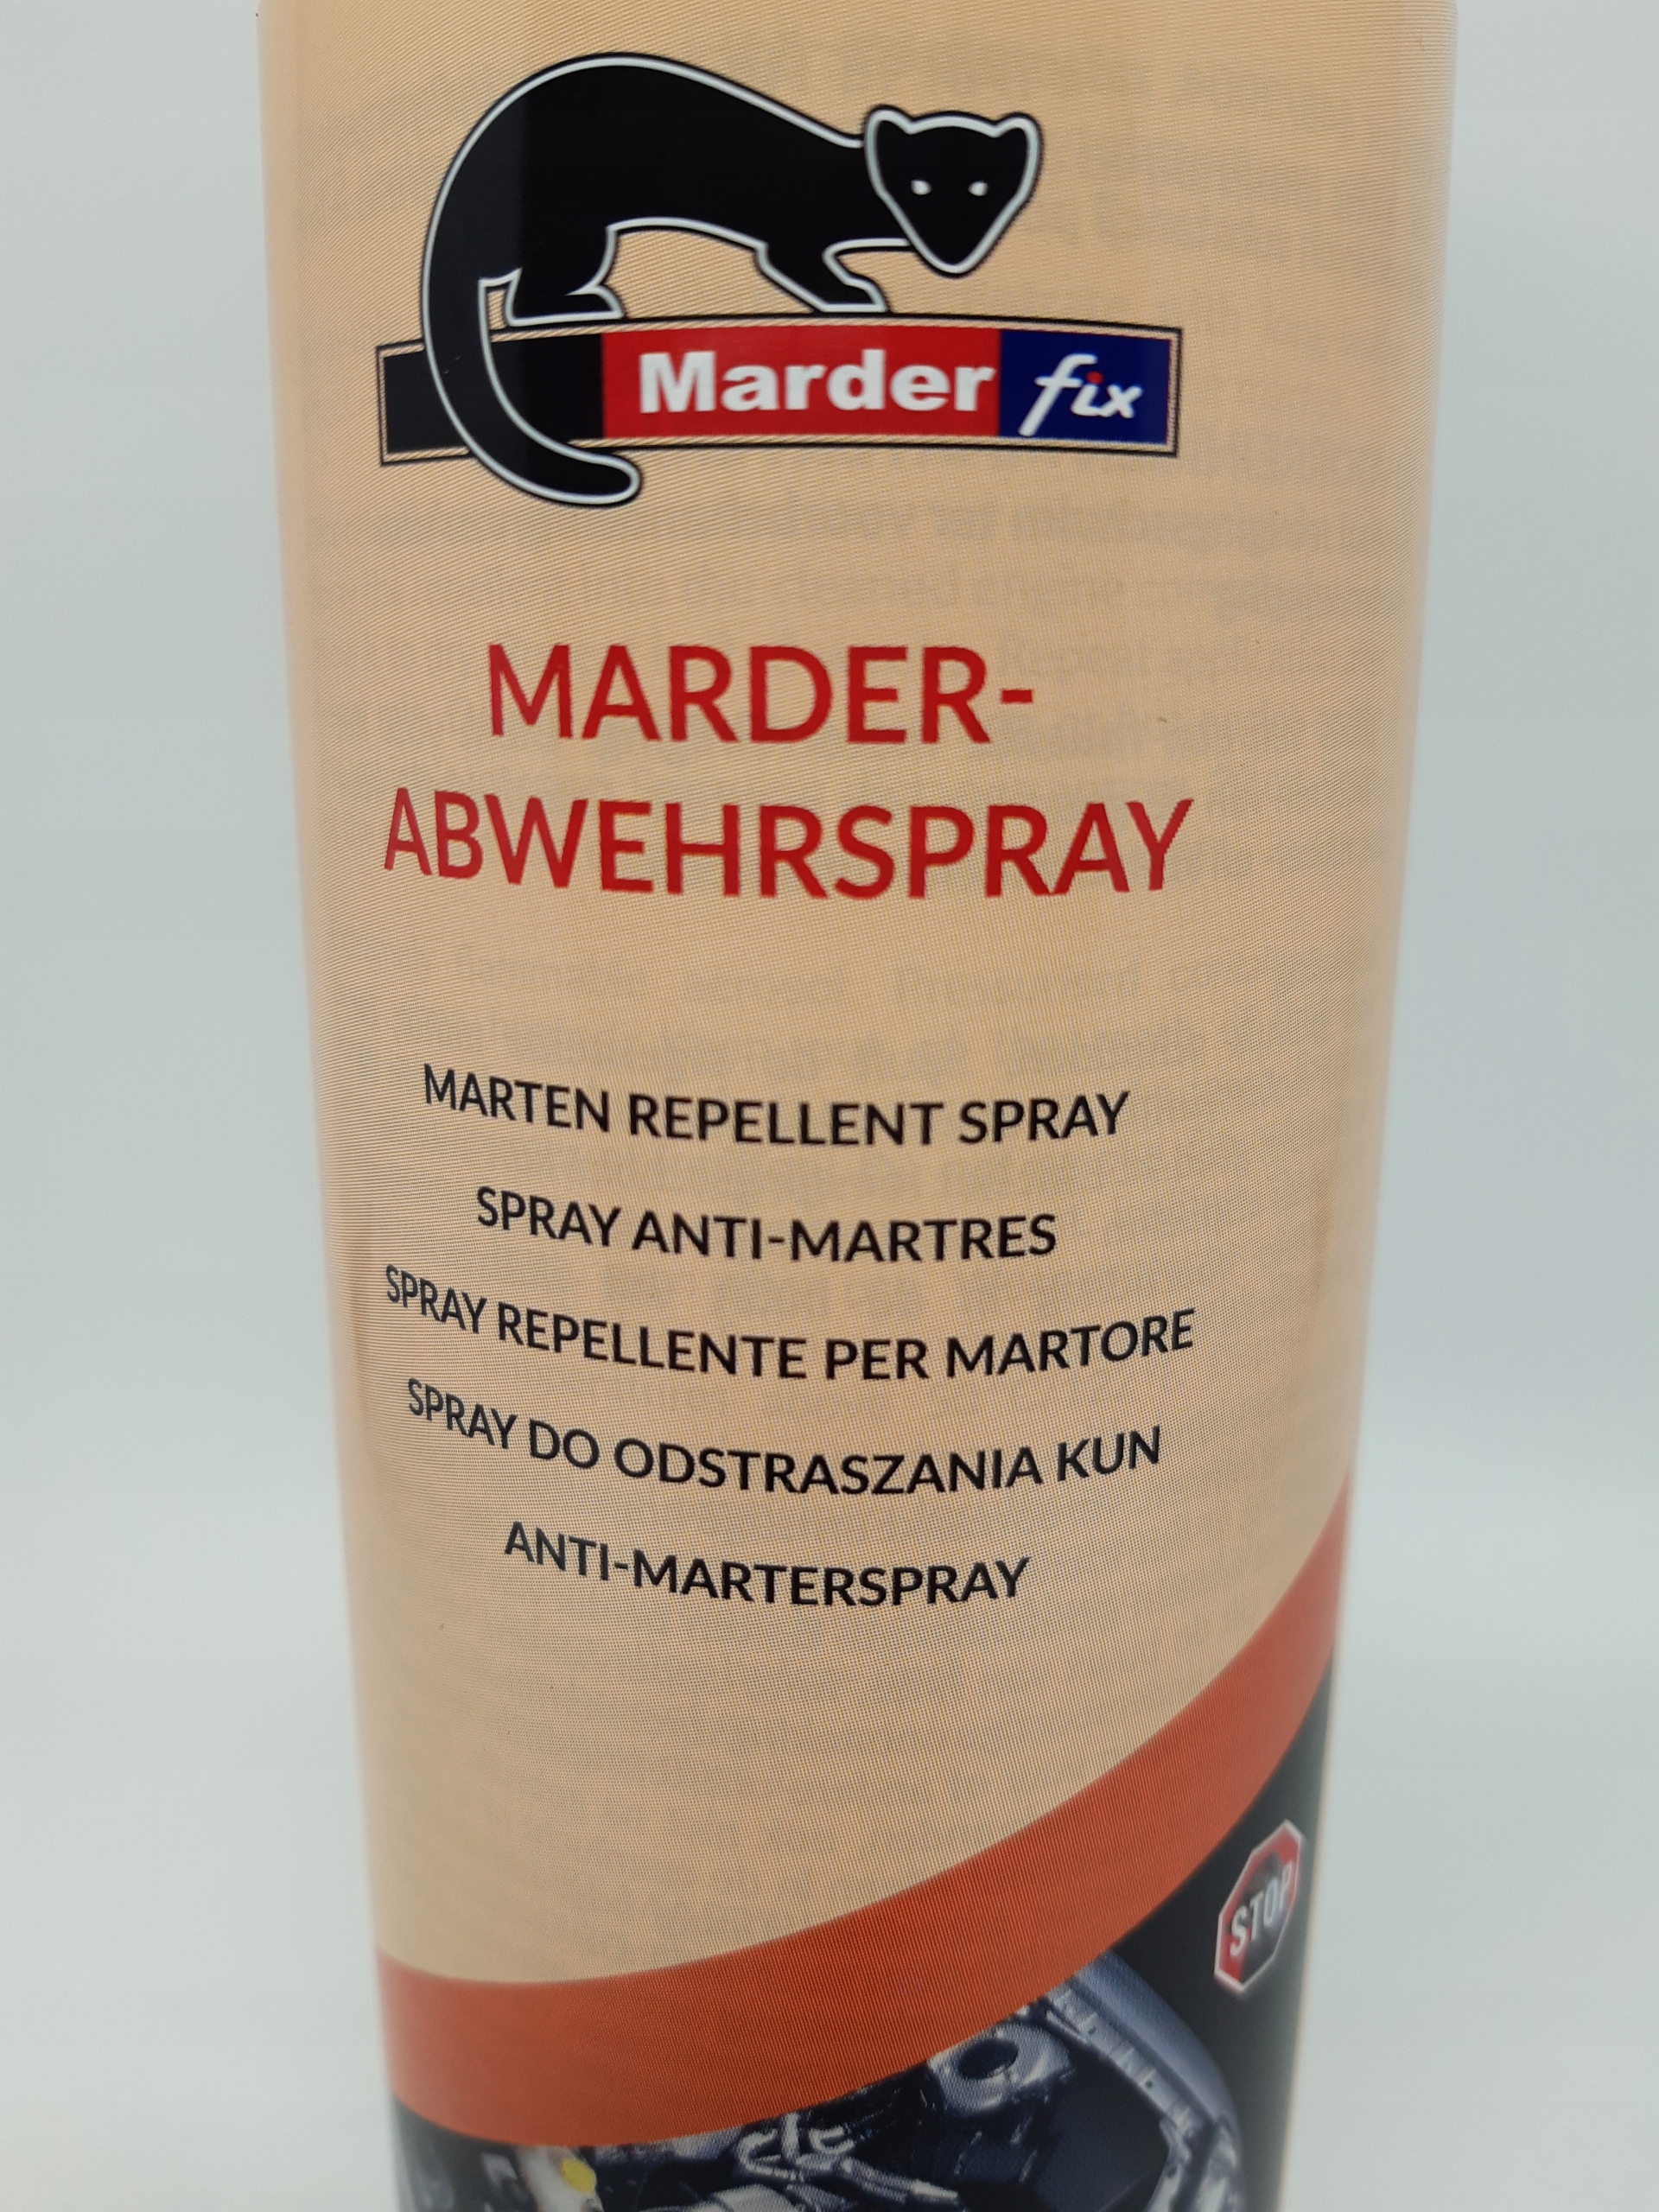 Marder fix
MARDER-
ABWEHRSPRAY
MARTEN REPELLENT SPRAY
SPRAY ANTI-MARTRES
SPRAY REPELLENTE PER MARTORE
SPRAY DO ODSTRASZANIA KUN
ANTI-MARTERSPRAY
STOP